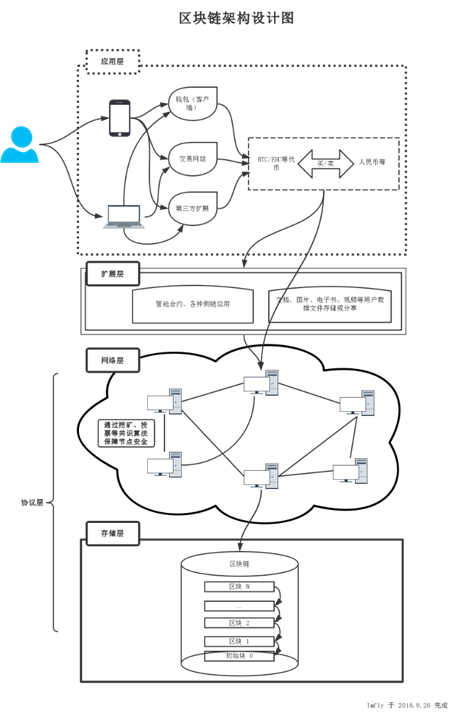 区块链架构设计图
应用层
钱包（客户
端）
交易网站
第三方扩展
BTC/EHC等代
币
买/卖
人民币等
扩展层
智能合约、各种侧链应用
文档、图片、电子书、视频等用户数
据文件存储或分享
网络层
通过挖矿、投
票等共识算法
保障节点安全
协议层
存储层
区块链
区块 N
...
区块 2
区块 1
初始块 0
Imfly 于 2016.9.20 完成